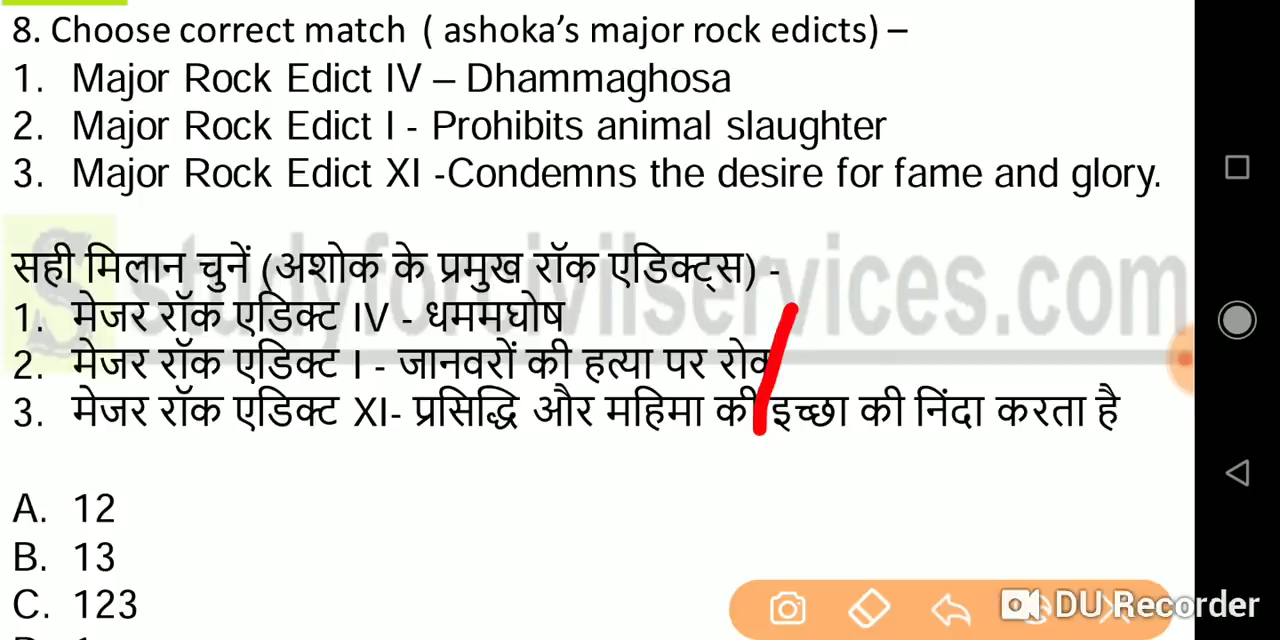 8. Choose correct match ( ashoka’s major rock edicts) –
1. Major Rock Edict IV – Dhammaghosa
2. Major Rock Edict I - Prohibits animal slaughter
3. Major Rock Edict XI -Condemns the desire for fame and glory.
studyforcivilservices.com
सही मिलान चुनें (अशोक के प्रमुख रॉक एडिक्ट्स) -
1. मेजर रॉक एडिक्ट IV - धममघोष
2. मेजर रॉक एडिक्ट I - जानवरों की हत्या पर रोक
3. मेजर रॉक एडिक्ट XI- प्रसिद्धि और महिमा की इच्छा की निंदा करता है
A. 12
B. 13
C. 123
DU Recorder